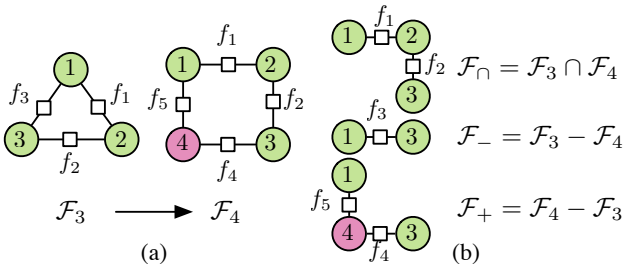 1
f₃
f₁
3
2
f₂
f₁
1
2
f₅
f₂
4
3
f₄
ℱ₃ ⟶ ℱ₄
(a)
f₁
1
2
f₂
3
ℱ∩ = ℱ₃ ∩ ℱ₄
f₃
1
3
ℱ₋ = ℱ₃ − ℱ₄
1
f₅
4
3
f₄
ℱ₊ = ℱ₄ − ℱ₃
(b)